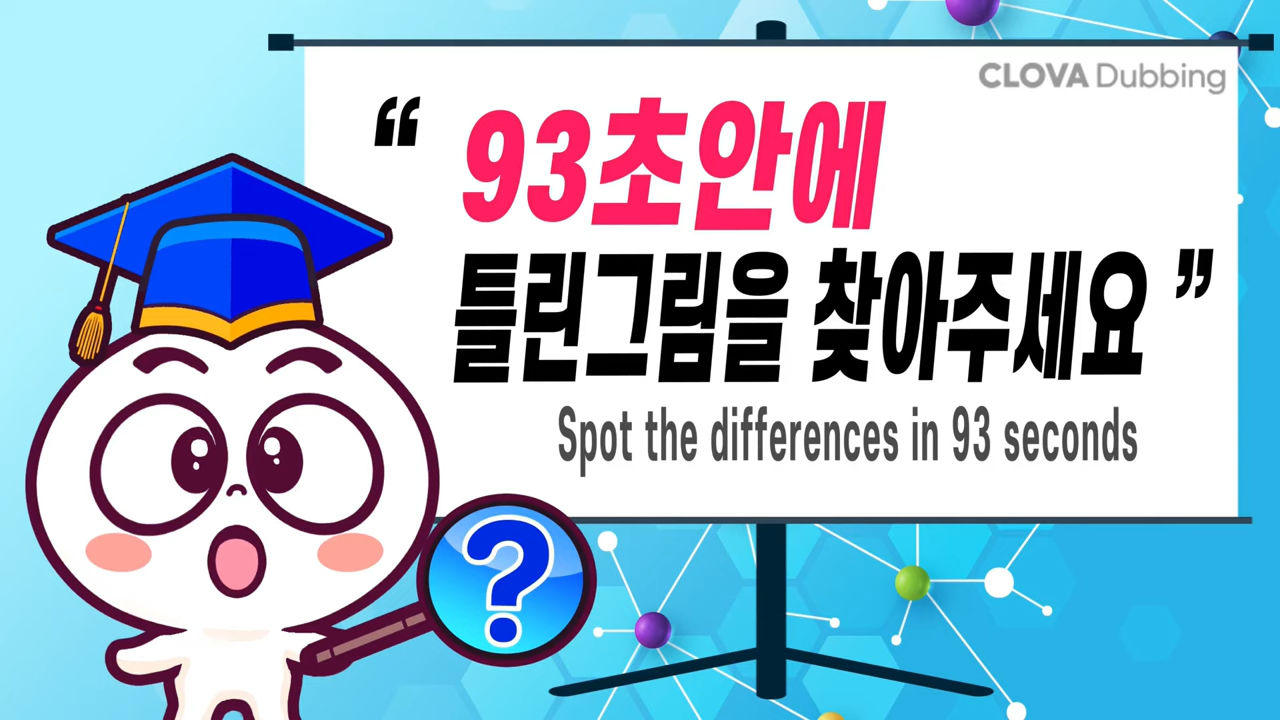 CLOVA Dubbing
“ 93초안에
틀린그림을 찾아주세요 ”
Spot the differences in 93 seconds
?